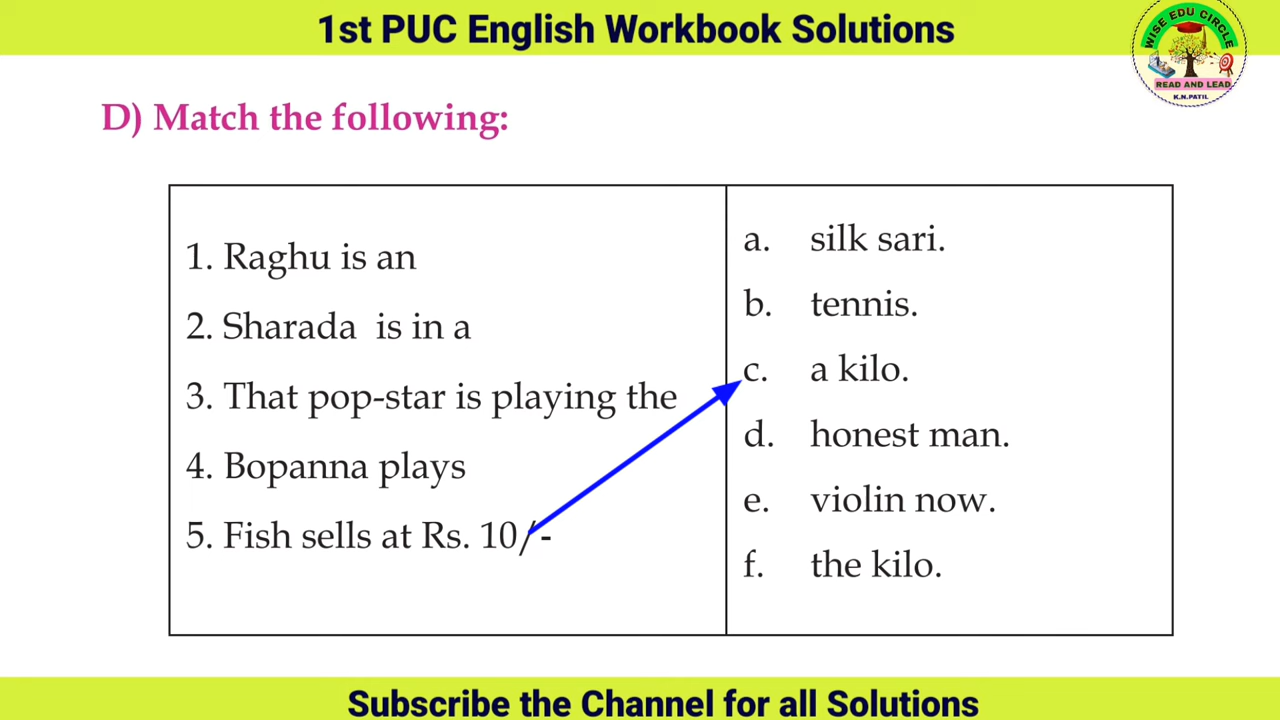 1st PUC English Workbook Solutions
WISE EDU CIRCLE
READ AND LEAD
K.N.PATIL
D) Match the following:
1. Raghu is an
2. Sharada is in a
3. That pop-star is playing the
4. Bopanna plays
5. Fish sells at Rs. 10/-
a. silk sari.
b. tennis.
c. a kilo.
d. honest man.
e. violin now.
f. the kilo.
Subscribe the Channel for all Solutions